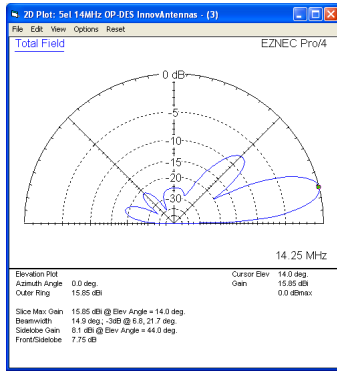 2D Plot: 5el 14MHz OP-DES InnovAntennas - (3)
File Edit View Options Reset
Total Field
EZNEC Pro/4
0 dB
-5
-10
-15
-20
-30
14.25 MHz
Elevation Plot
Cursor Elev 14.0 deg.
Azimuth Angle 0.0 deg.
Gain 15.85 dBi
Outer Ring 15.85 dBi
0.0 dBmax
Slice Max Gain 15.85 dBi @ Elev Angle = 14.0 deg.
Beamwidth 14.9 deg.; -3dB @ 6.8, 21.7 deg.
Sidelobe Gain 8.1 dBi @ Elev Angle = 44.0 deg.
Front/Sidelobe 7.75 dB